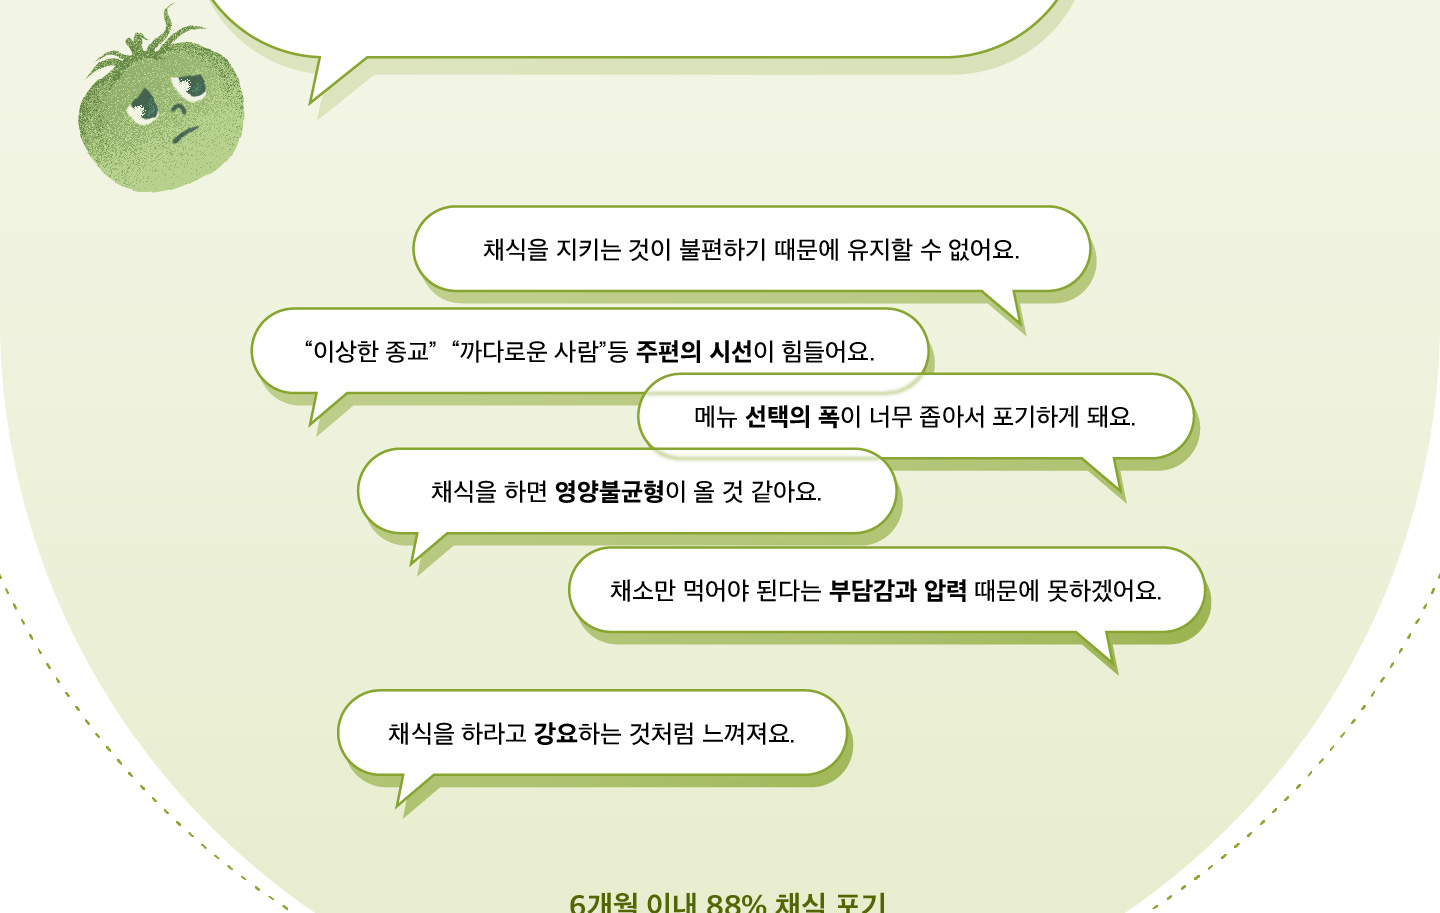 채식을 지키는 것이 불편하기 때문에 유지할 수 없어요.
“이상한 종교” “까다로운 사람”등 주편의 시선이 힘들어요.
메뉴 선택의 폭이 너무 좁아서 포기하게 돼요.
채식을 하면 영양불균형이 올 것 같아요.
채소만 먹어야 된다는 부담감과 압력 때문에 못하겠어요.
채식을 하라고 강요하는 것처럼 느껴져요.
6개월 이내 88% 채식 포기